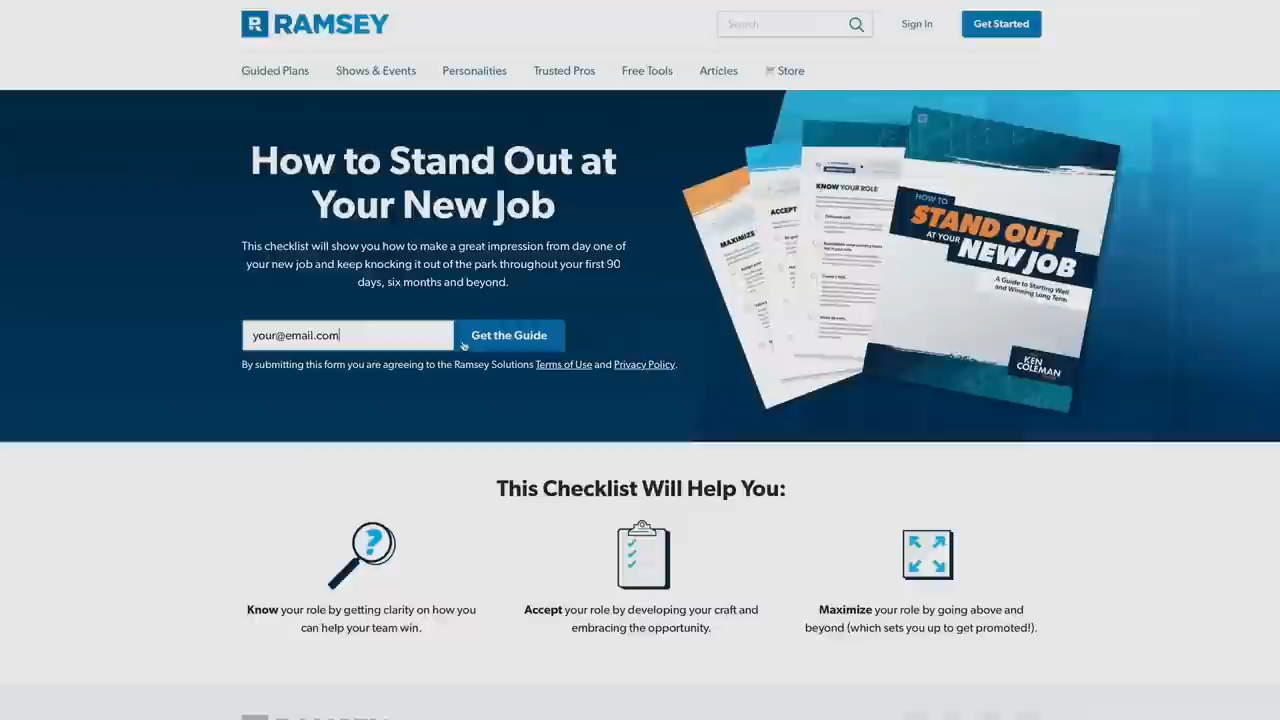 RAMSEY
Search
Sign In
Get Started
Guided Plans
Shows & Events
Personalities
Trusted Pros
Free Tools
Articles
Store
How to Stand Out at
Your New Job
This checklist will show you how to make a great impression from day one of
your new job and keep knocking it out of the park throughout your first 90
days, six months and beyond.
your@email.com
Get the Guide
By submitting this form you are agreeing to the Ramsey Solutions Terms of Use and Privacy Policy.
MAXIMIZE
ACCEPT
KNOW YOUR ROLE
HOW TO
STAND OUT
AT YOUR
NEW JOB
A Guide to Starting Well
and Winning Long Term
KEN
COLEMAN
This Checklist Will Help You:
Know your role by getting clarity on how you
can help your team win.
Accept your role by developing your craft and
embracing the opportunity.
Maximize your role by going above and
beyond (which sets you up to get promoted!).